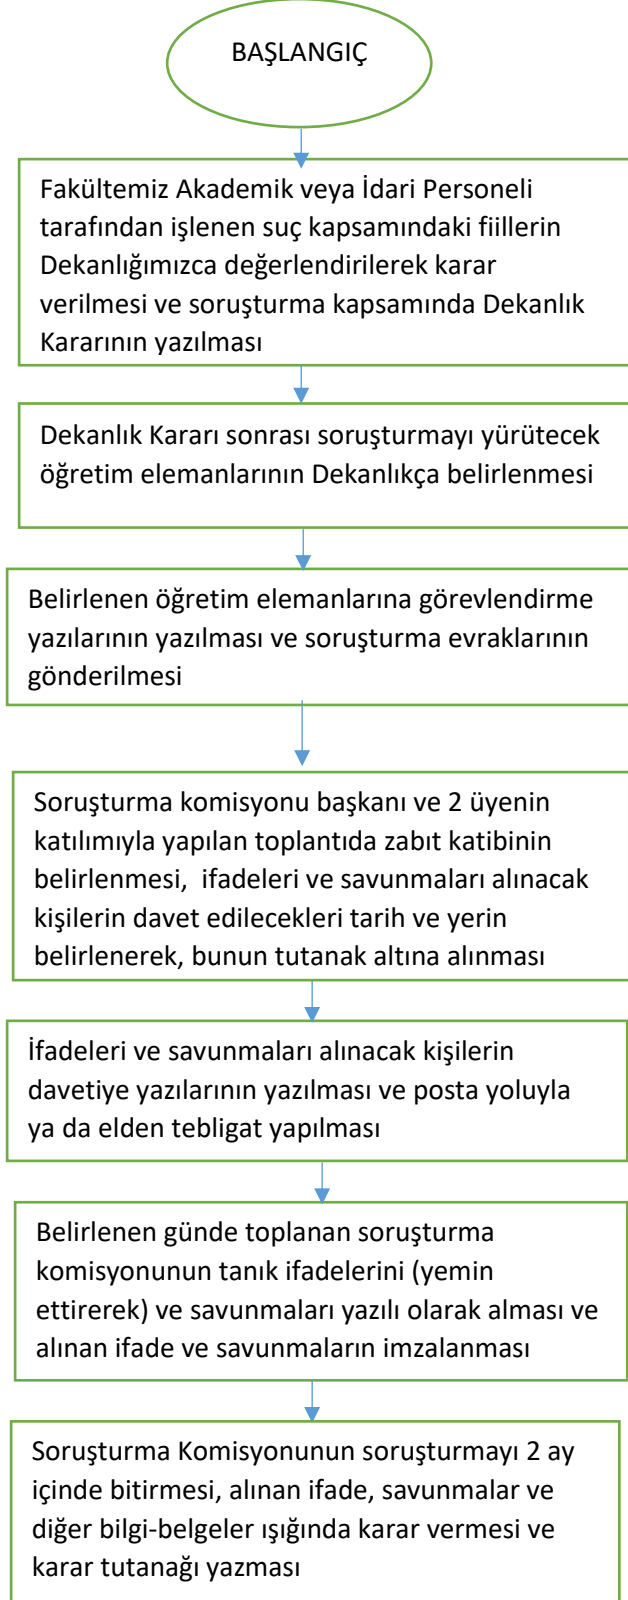 BAŞLANGIÇ
Fakültemiz Akademik veya İdari Personeli
tarafından işlenen suç kapsamındaki fiillerin
Dekanlığımızca değerlendirilerek karar
verilmesi ve soruşturma kapsamında Dekanlık
Kararının yazılması
Dekanlık Kararı sonrası soruşturmayı yürütecek
öğretim elemanlarının Dekanlıkça belirlenmesi
Belirlenen öğretim elemanlarına görevlendirme
yazılarının yazılması ve soruşturma evraklarının
gönderilmesi
Soruşturma komisyonu başkanı ve 2 üyenin
katılımıyla yapılan toplantıda zabıt katibinin
belirlenmesi,  ifadeleri ve savunmaları alınacak
kişilerin davet edilecekleri tarih ve yerin
belirlenerek, bunun tutanak altına alınması
İfadeleri ve savunmaları alınacak kişilerin
davetiye yazılarının yazılması ve posta yoluyla
ya da elden tebligat yapılması
Belirlenen günde toplanan soruşturma
komisyonunun tanık ifadelerini (yemin
ettirerek) ve savunmaları yazılı olarak alması ve
alınan ifade ve savunmaların imzalanması
Soruşturma Komisyonunun soruşturmayı 2 ay
içinde bitirmesi, alınan ifade, savunmalar ve
diğer bilgi-belgeler ışığında karar vermesi ve
karar tutanağı yazması